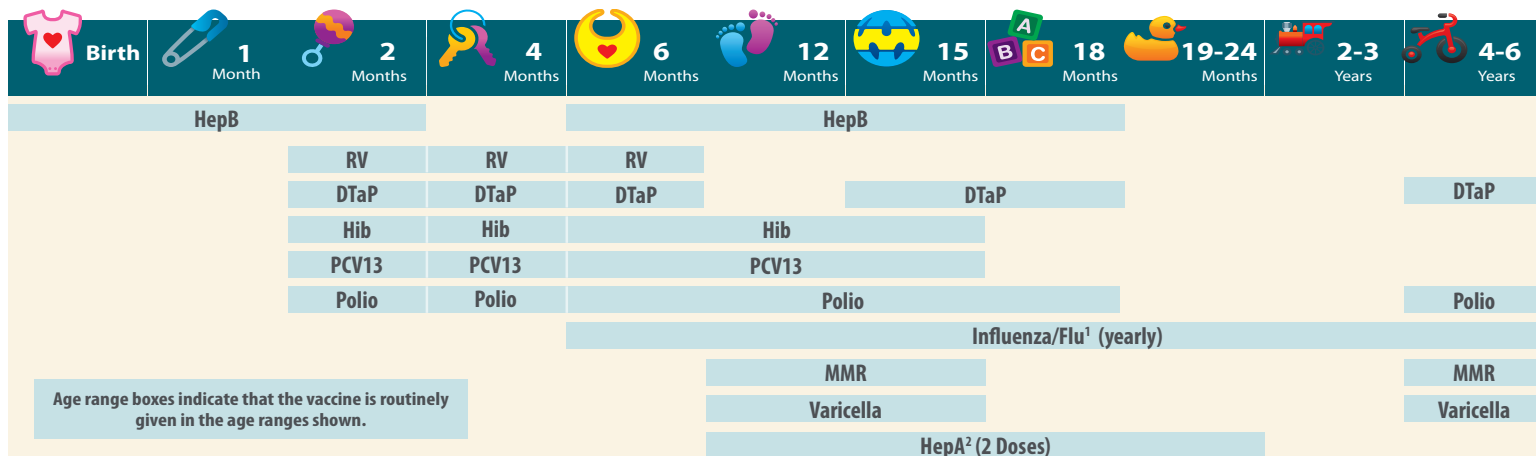 Birth
1
Month
2
Months
4
Months
6
Months
12
Months
15
Months
A
B C
18
Months
19-24
Months
2-3
Years
4-6
Years
HepB HepB
RV RV RV
DTaP DTaP DTaP DTaP DTaP
Hib Hib Hib
PCV13 PCV13 PCV13
Polio Polio Polio Polio
Influenza/Flu¹ (yearly)
MMR MMR
Varicella Varicella
HepA² (2 Doses)
Age range boxes indicate that the vaccine is routinely
given in the age ranges shown.